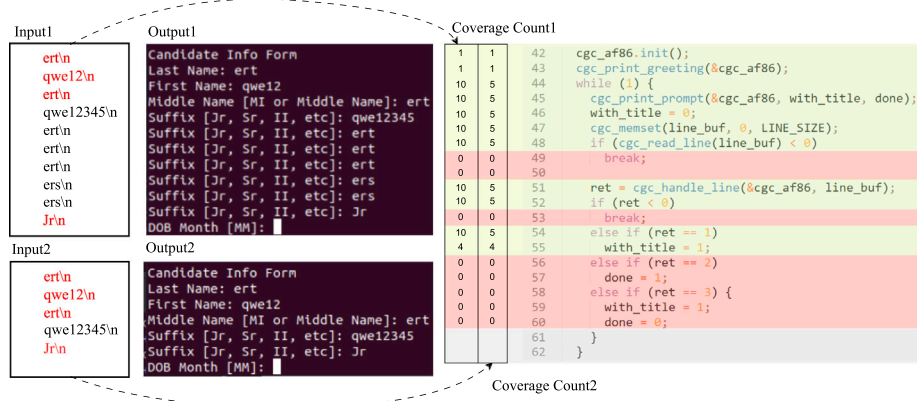 Input1
ert\n
qwe12\n
ert\n
qwe12345\n
ert\n
ert\n
ert\n
ers\n
ers\n
Jr\n
Output1
Candidate Info Form
Last Name: ert
First Name: qwe12
Middle Name [MI or Middle Name]: ert
Suffix [Jr, Sr, II, etc]: qwe12345
Suffix [Jr, Sr, II, etc]: ert
Suffix [Jr, Sr, II, etc]: ert
Suffix [Jr, Sr, II, etc]: ert
Suffix [Jr, Sr, II, etc]: ers
Suffix [Jr, Sr, II, etc]: ers
Suffix [Jr, Sr, II, etc]: Jr
DOB Month [MM]:
Input2
ert\n
qwe12\n
ert\n
qwe12345\n
Jr\n
Output2
Candidate Info Form
Last Name: ert
First Name: qwe12
Middle Name [MI or Middle Name]: ert
Suffix [Jr, Sr, II, etc]: qwe12345
Suffix [Jr, Sr, II, etc]: Jr
DOB Month [MM]:
Coverage Count1
1 1 42 cgc_af86.init();
1 1 43 cgc_print_greeting(&cgc_af86);
10 5 44 while (1) {
10 5 45 cgc_print_prompt(&cgc_af86, with_title, done);
10 5 46 with_title = 0;
10 5 47 cgc_memset(line_buf, 0, LINE_SIZE);
10 5 48 if (cgc_read_line(line_buf) < 0)
0 0 49 break;
0 0 50
10 5 51 ret = cgc_handle_line(&cgc_af86, line_buf);
10 5 52 if (ret < 0)
0 0 53 break;
10 5 54 else if (ret == 1)
4 4 55 with_title = 1;
0 0 56 else if (ret == 2)
0 0 57 done = 1;
0 0 58 else if (ret == 3) {
0 0 59 with_title = 1;
0 0 60 done = 0;
61 }
62 }
Coverage Count2